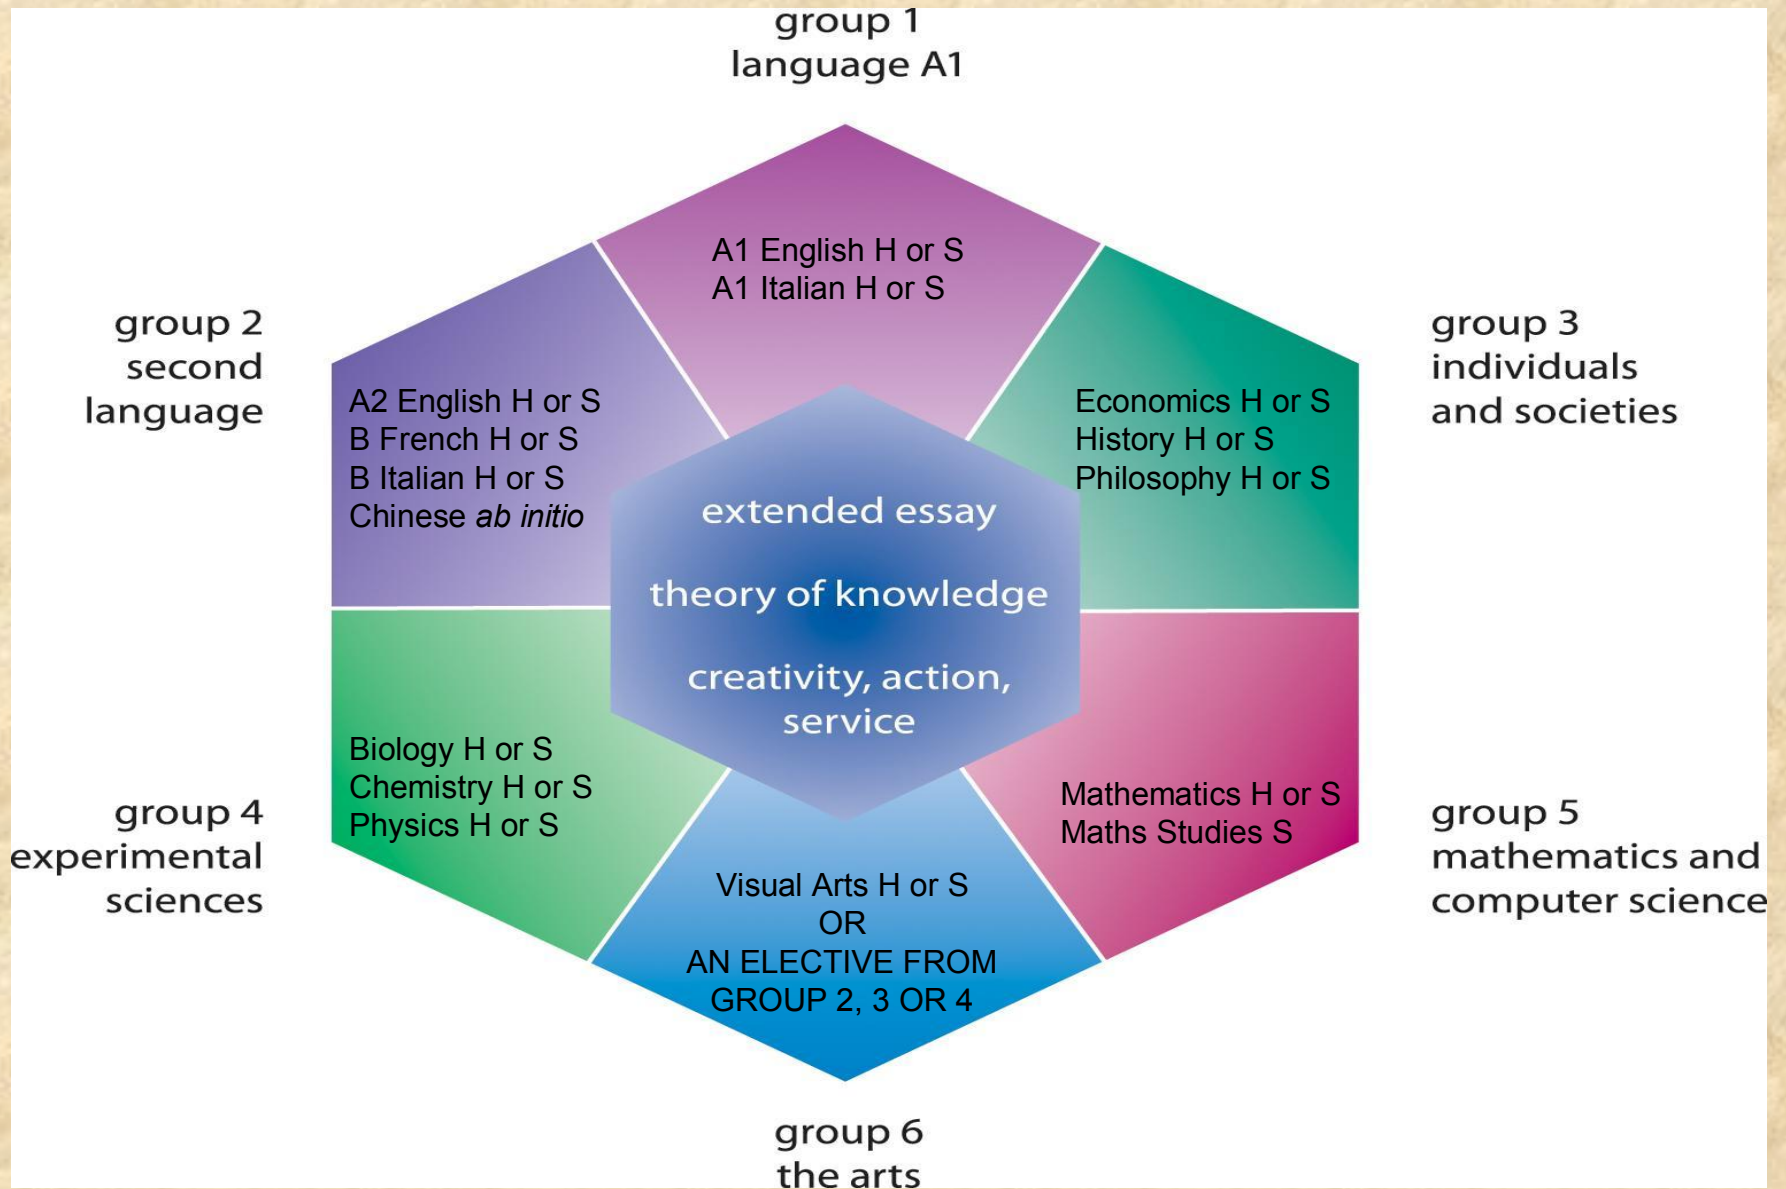 group 1
language A1
A1 English H or S
A1 Italian H or S
group 2
second
language
A2 English H or S
B French H or S
B Italian H or S
Chinese ab initio
group 3
individuals
and societies
Economics H or S
History H or S
Philosophy H or S
extended essay
theory of knowledge
creativity, action,
service
group 4
experimental
sciences
Biology H or S
Chemistry H or S
Physics H or S
group 5
mathematics and
computer science
Mathematics H or S
Maths Studies S
Visual Arts H or S
OR
AN ELECTIVE FROM
GROUP 2, 3 OR 4
group 6
the arts